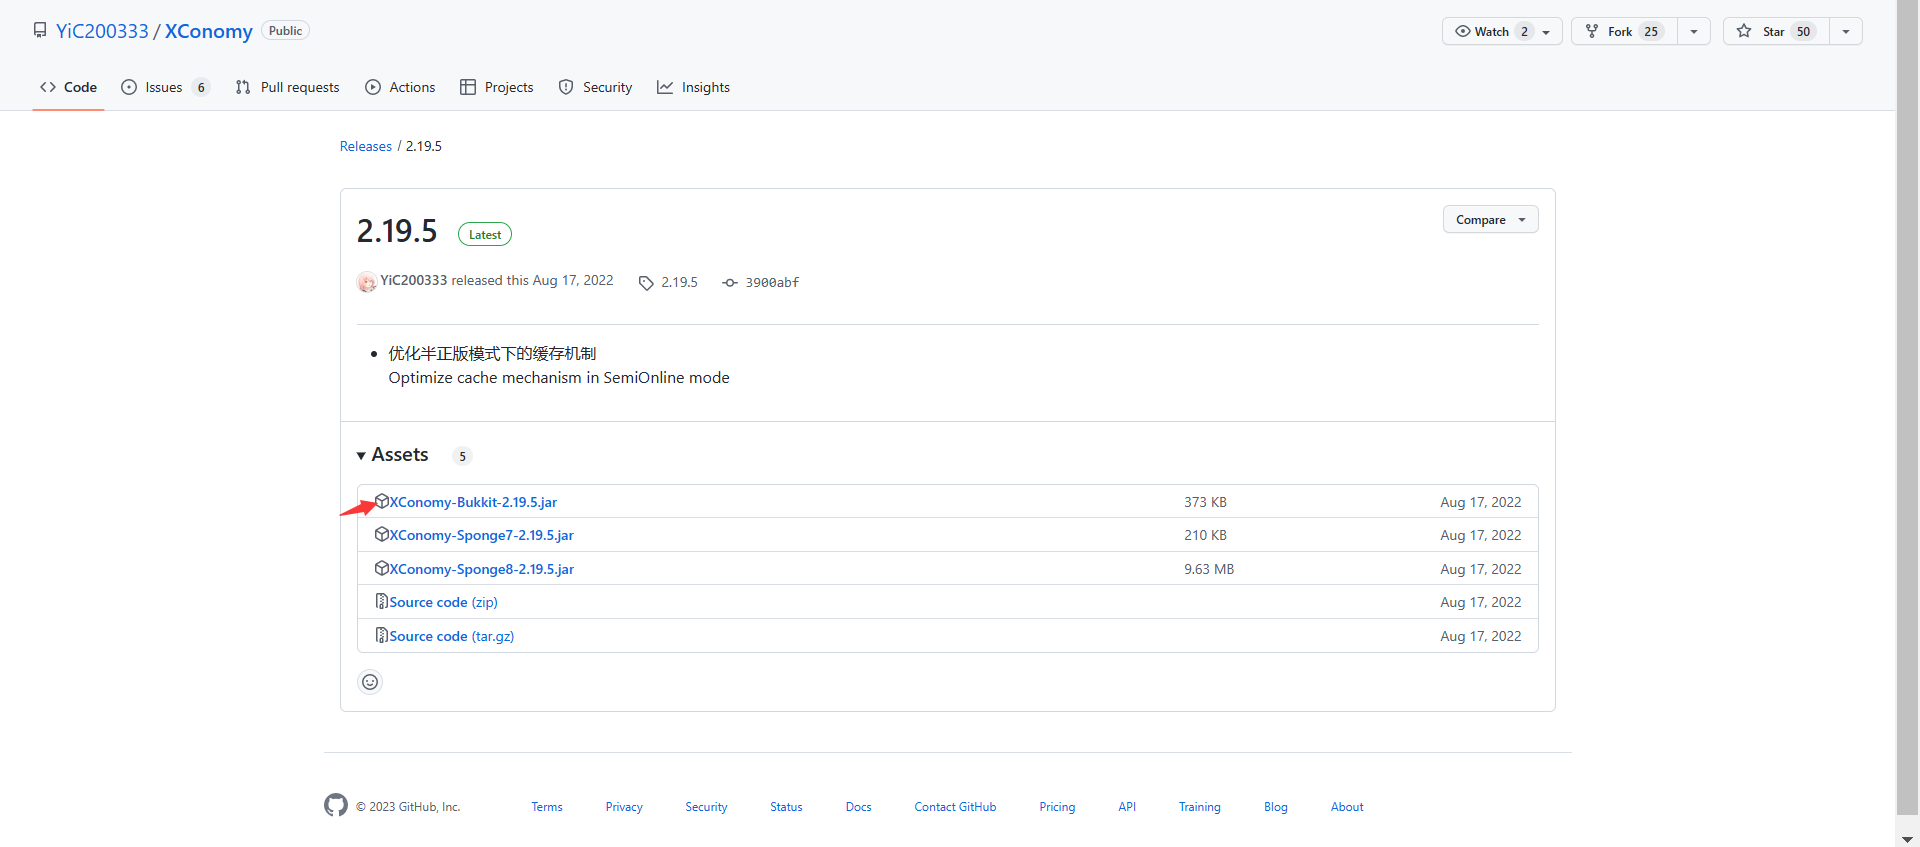 YiC200333 / XConomy Public
Watch 2 Fork 25 Star 50
Code Issues 6 Pull requests Actions Projects Security Insights
Releases / 2.19.5
2.19.5 Latest
Compare
YiC200333 released this Aug 17, 2022 2.19.5 3900abf
优化半正版模式下的缓存机制
Optimize cache mechanism in SemiOnline mode
Assets 5
XConomy-Bukkit-2.19.5.jar 373 KB Aug 17, 2022
XConomy-Sponge7-2.19.5.jar 210 KB Aug 17, 2022
XConomy-Sponge8-2.19.5.jar 9.63 MB Aug 17, 2022
Source code (zip) Aug 17, 2022
Source code (tar.gz) Aug 17, 2022
© 2023 GitHub, Inc. Terms Privacy Security Status Docs Contact GitHub Pricing API Training Blog About